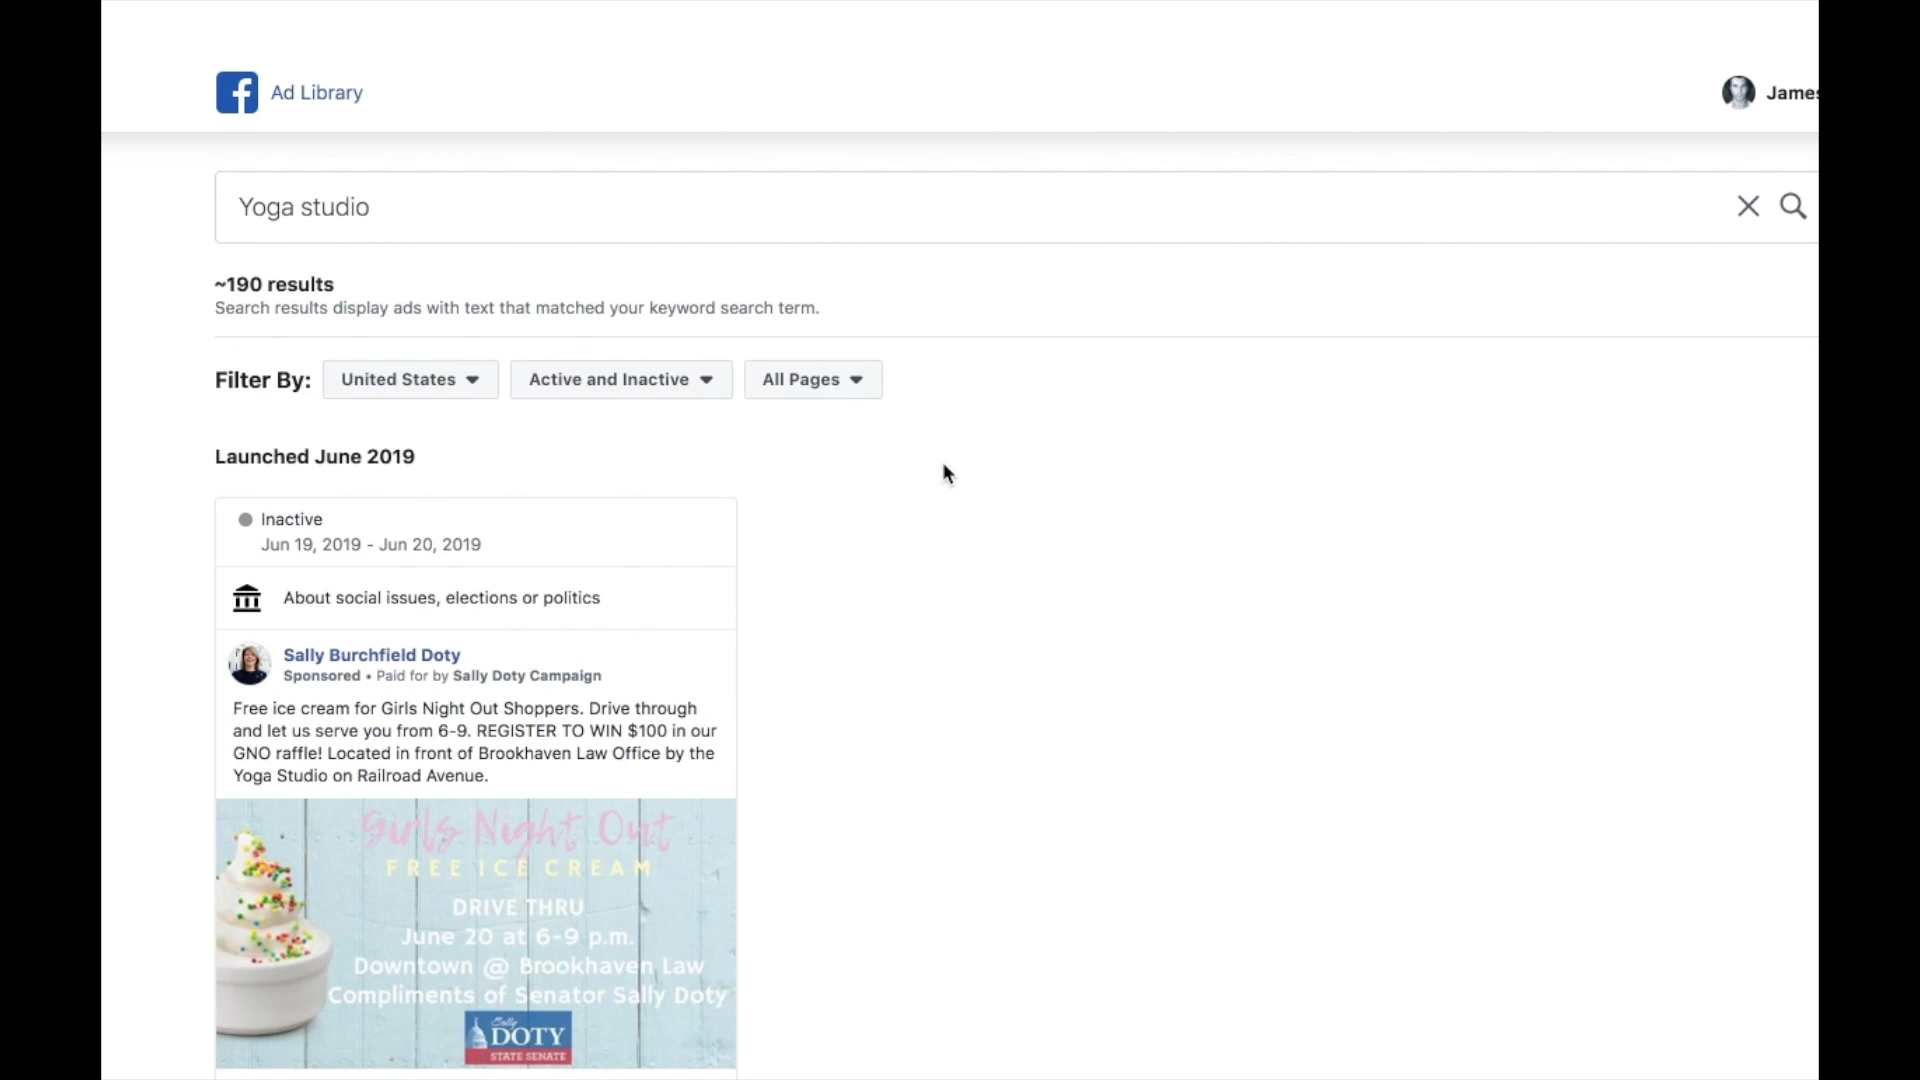 Ad Library
James
Yoga studio
~190 results
Search results display ads with text that matched your keyword search term.
Filter By:
United States
Active and Inactive
All Pages
Launched June 2019
Inactive
Jun 19, 2019 - Jun 20, 2019
About social issues, elections or politics
Sally Burchfield Doty
Sponsored • Paid for by Sally Doty Campaign
Free ice cream for Girls Night Out Shoppers. Drive through
and let us serve you from 6-9. REGISTER TO WIN $100 in our
GNO raffle! Located in front of Brookhaven Law Office by the
Yoga Studio on Railroad Avenue.
Girls Night Out
FREE ICE CREAM
DRIVE THRU
June 20 at 6-9 p.m.
Downtown @ Brookhaven Law
Compliments of Senator Sally Doty
Sally
DOTY
STATE SENATE